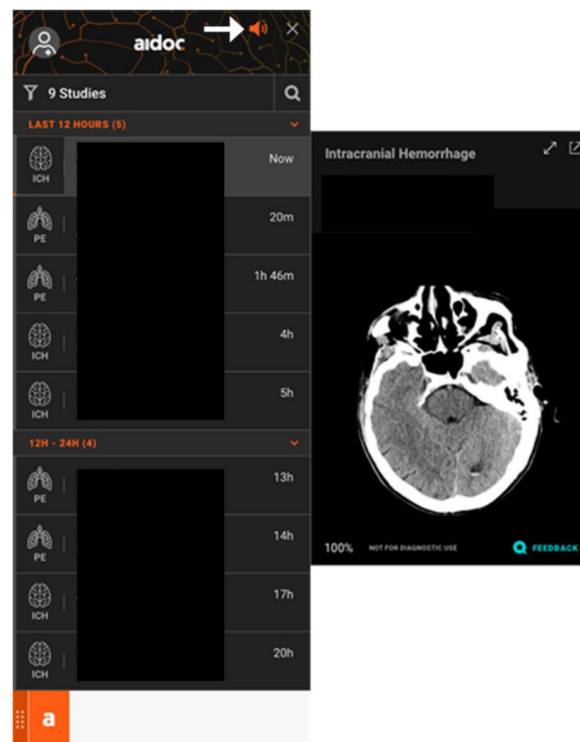 aidoc
9 Studies
LAST 12 HOURS (5)
ICH
Now
PE
20m
PE
1h 46m
ICH
4h
ICH
5h
12H - 24H (4)
PE
13h
PE
14h
ICH
17h
ICH
20h
a
Intracranial Hemorrhage
100%
NOT FOR DIAGNOSTIC USE
FEEDBACK